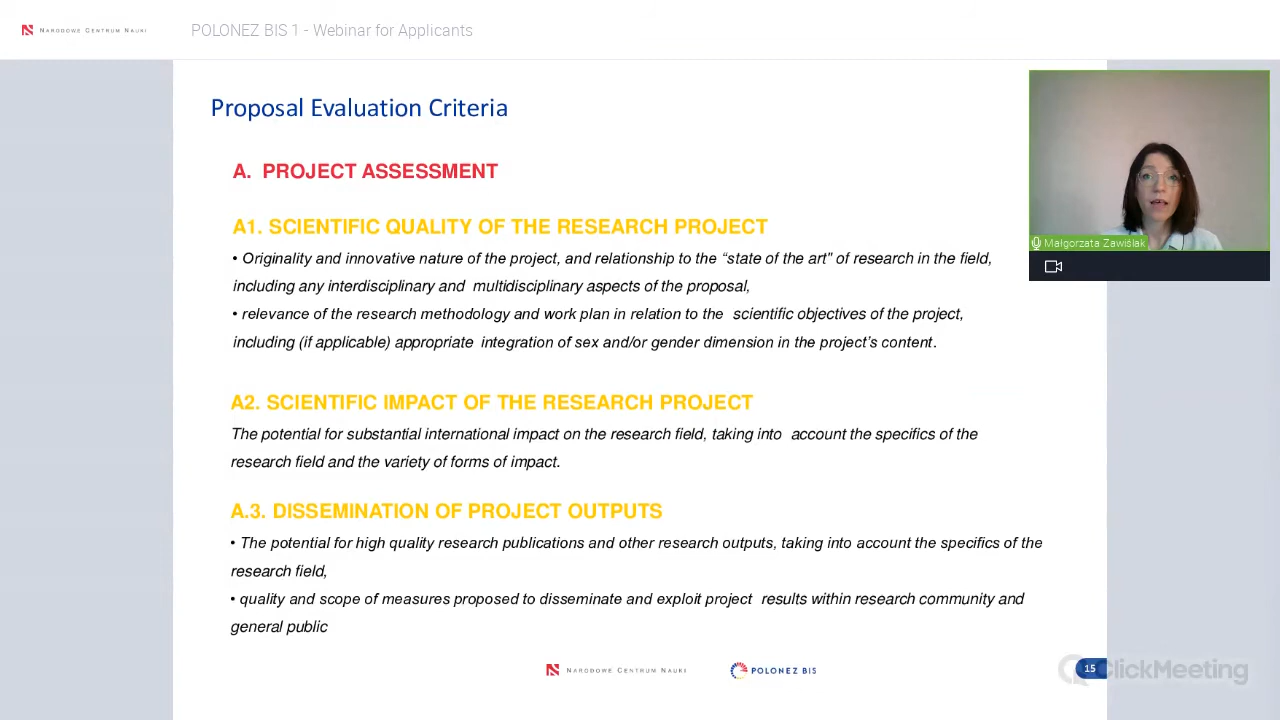 NARODOWE CENTRUM NAUKI
POLONEZ BIS 1 - Webinar for Applicants
Proposal Evaluation Criteria
A. PROJECT ASSESSMENT
A1. SCIENTIFIC QUALITY OF THE RESEARCH PROJECT
• Originality and innovative nature of the project, and relationship to the “state of the art” of research in the field,
including any interdisciplinary and multidisciplinary aspects of the proposal,
• relevance of the research methodology and work plan in relation to the scientific objectives of the project,
including (if applicable) appropriate integration of sex and/or gender dimension in the project’s content.
Małgorzata Zawiślak
A2. SCIENTIFIC IMPACT OF THE RESEARCH PROJECT
The potential for substantial international impact on the research field, taking into account the specifics of the
research field and the variety of forms of impact.
A.3. DISSEMINATION OF PROJECT OUTPUTS
• The potential for high quality research publications and other research outputs, taking into account the specifics of the
research field,
• quality and scope of measures proposed to disseminate and exploit project results within research community and
general public
NARODOWE CENTRUM NAUKI
POLONEZ BIS
15
ClickMeeting